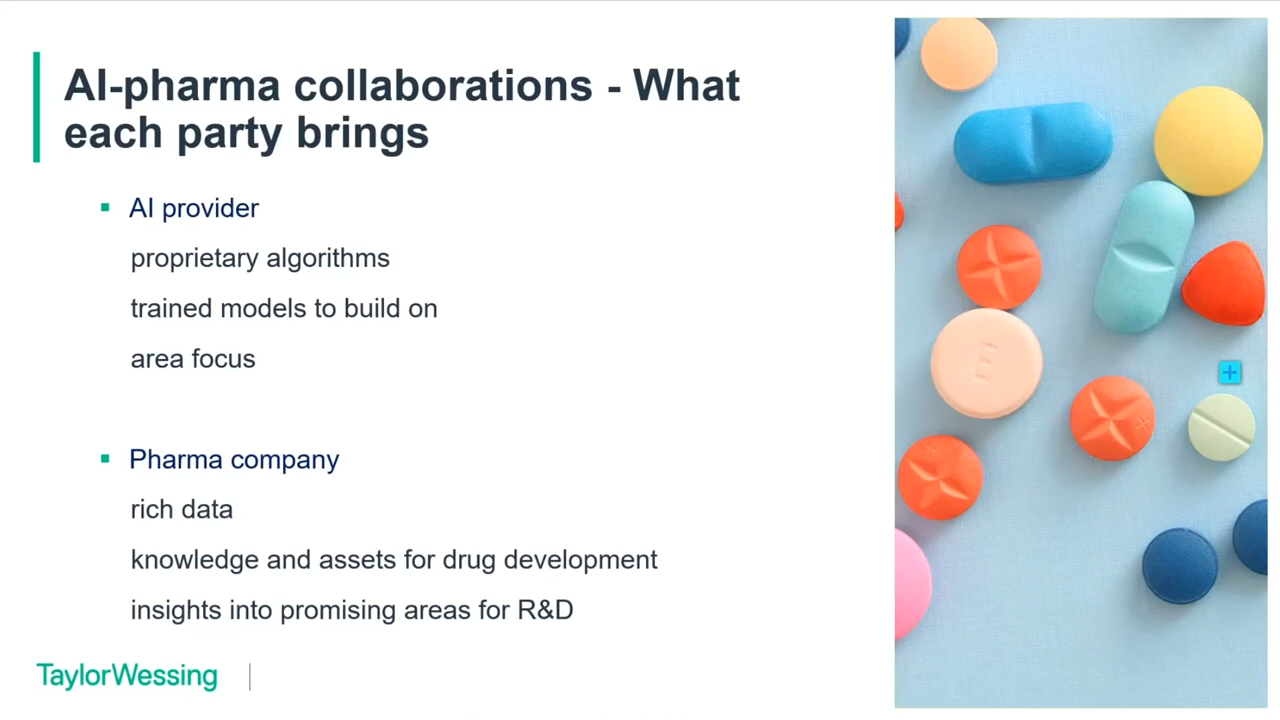 AI-pharma collaborations - What
each party brings
AI provider
proprietary algorithms
trained models to build on
area focus
Pharma company
rich data
knowledge and assets for drug development
insights into promising areas for R&D
TaylorWessing
E